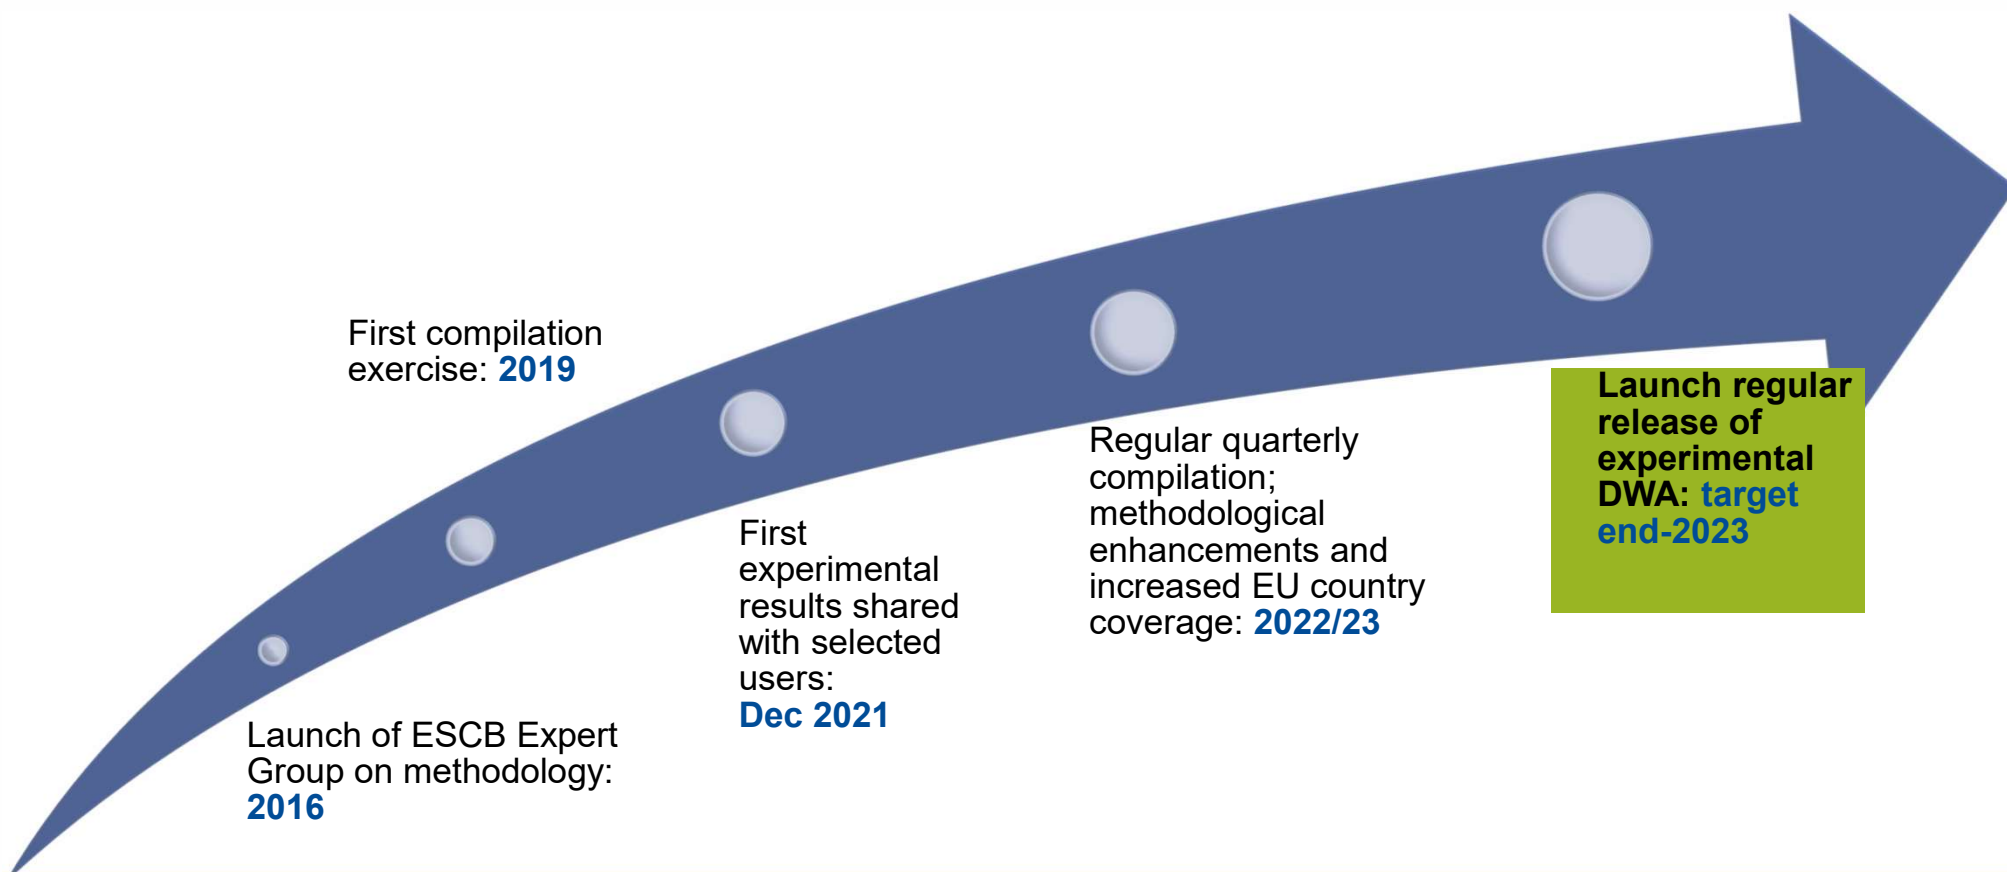 First compilation
exercise: 2019
Launch of ESCB Expert
Group on methodology:
2016
First
experimental
results shared
with selected
users:
Dec 2021
Regular quarterly
compilation;
methodological
enhancements and
increased EU country
coverage: 2022/23
Launch regular
release of
experimental
DWA: target
end-2023